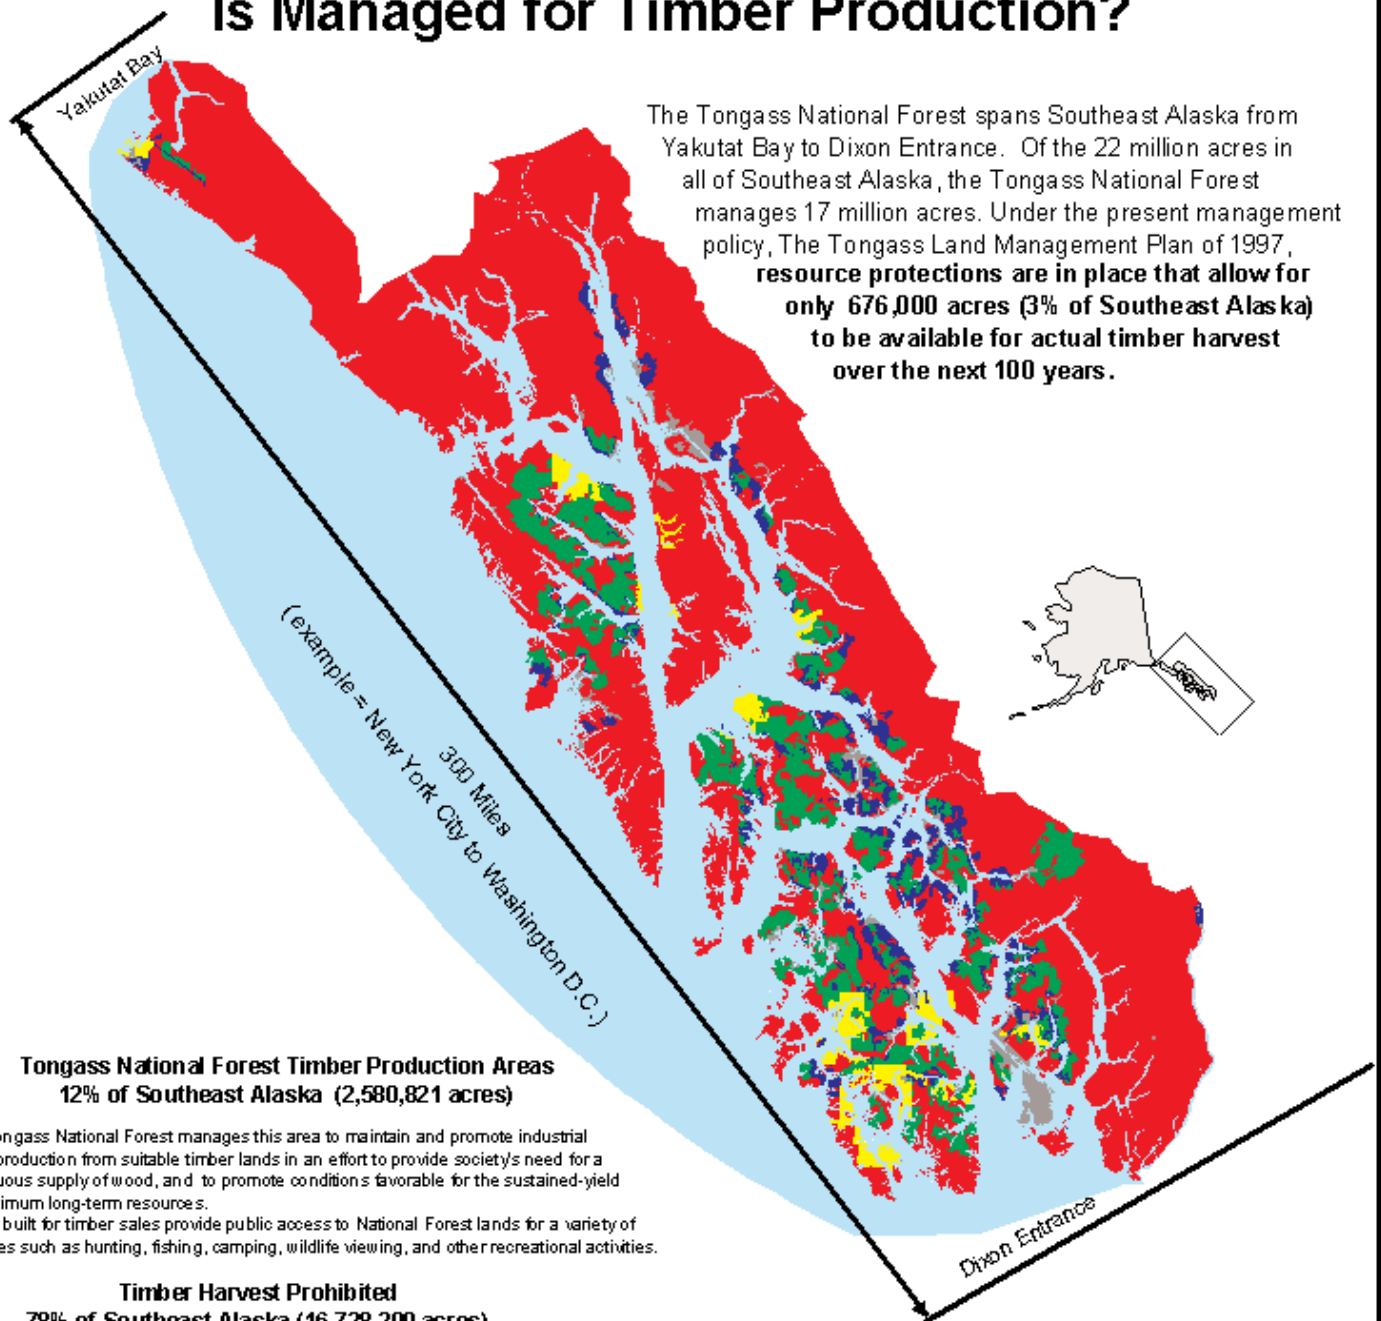 Is Managed for Timber Production?
Yakutat Bay
The Tongass National Forest spans Southeast Alaska from
Yakutat Bay to Dixon Entrance. Of the 22 million acres in
all of Southeast Alaska, the Tongass National Forest
manages 17 million acres. Under the present management
policy, The Tongass Land Management Plan of 1997,
resource protections are in place that allow for
only 676,000 acres (3% of Southeast Alaska)
to be available for actual timber harvest
over the next 100 years.
300 Miles
(example = New York City to Washington D.C.)
Tongass National Forest Timber Production Areas
12% of Southeast Alaska (2,580,821 acres)
ongass National Forest manages this area to maintain and promote industrial
production from suitable timber lands in an effort to provide society's need for a
uous supply of wood, and to promote conditions favorable for the sustained-yield
imum long-term resources.
built for timber sales provide public access to National Forest lands for a variety of
es such as hunting, fishing, camping, wildlife viewing, and other recreational activities.
Dixon Entrance
Timber Harvest Prohibited
78% of Southeast Alaska (16,728,200 acres)